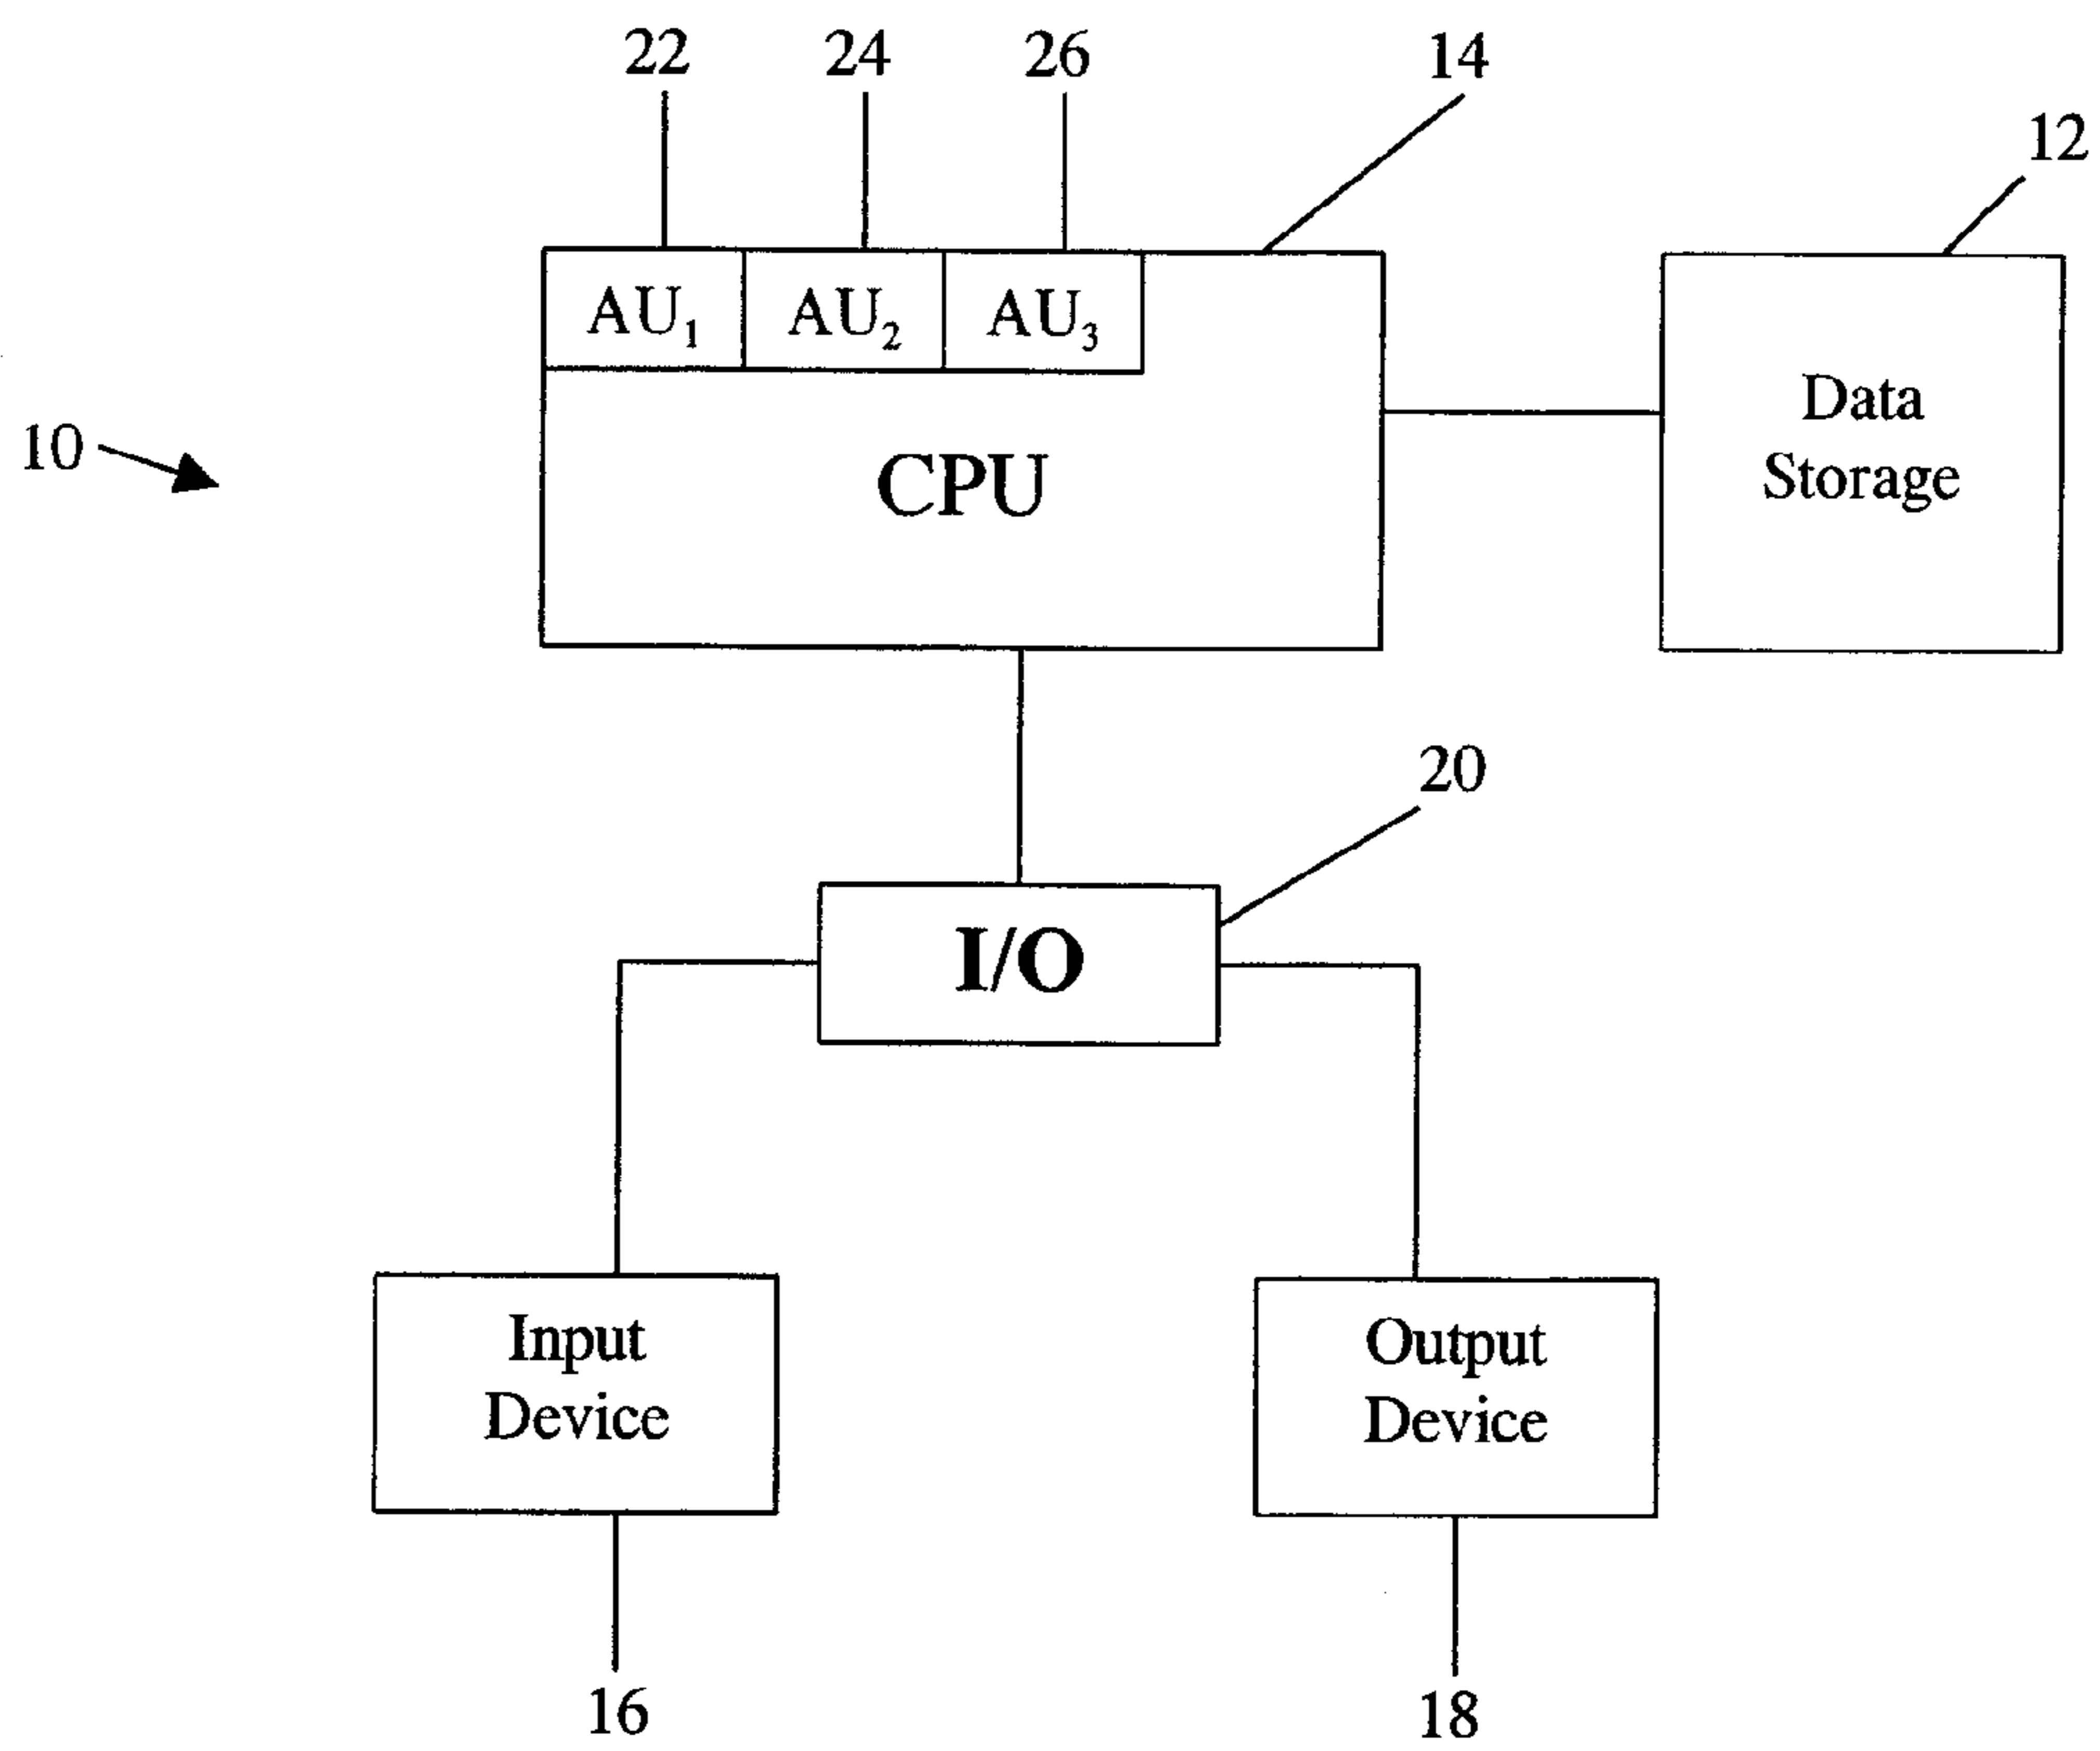 22 24 26 14
12
AU₁ AU₂ AU₃
Data
Storage
10
CPU
20
I/O
Input
Device
Output
Device
16 18